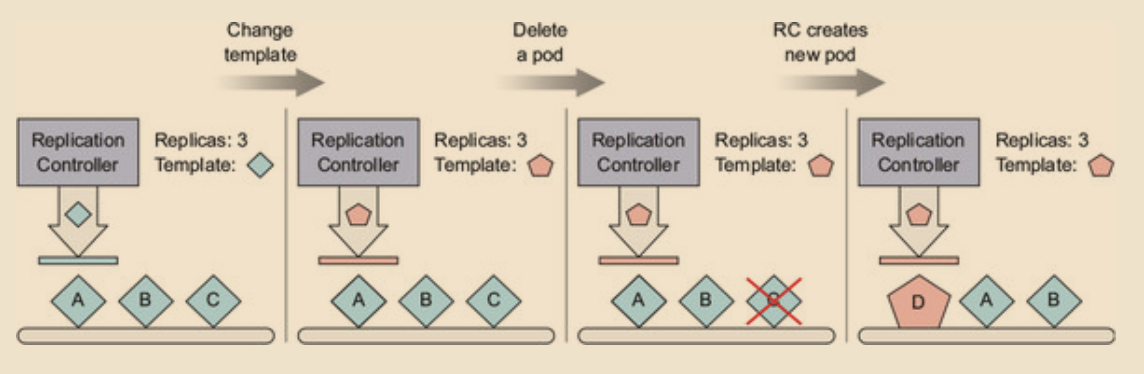 Change
template
Delete
a pod
RC creates
new pod
Replication
Controller
Replicas: 3
Template:
A
B
C
Replication
Controller
Replicas: 3
Template:
A
B
C
Replication
Controller
Replicas: 3
Template:
A
B
C
Replication
Controller
Replicas: 3
Template:
D
A
B